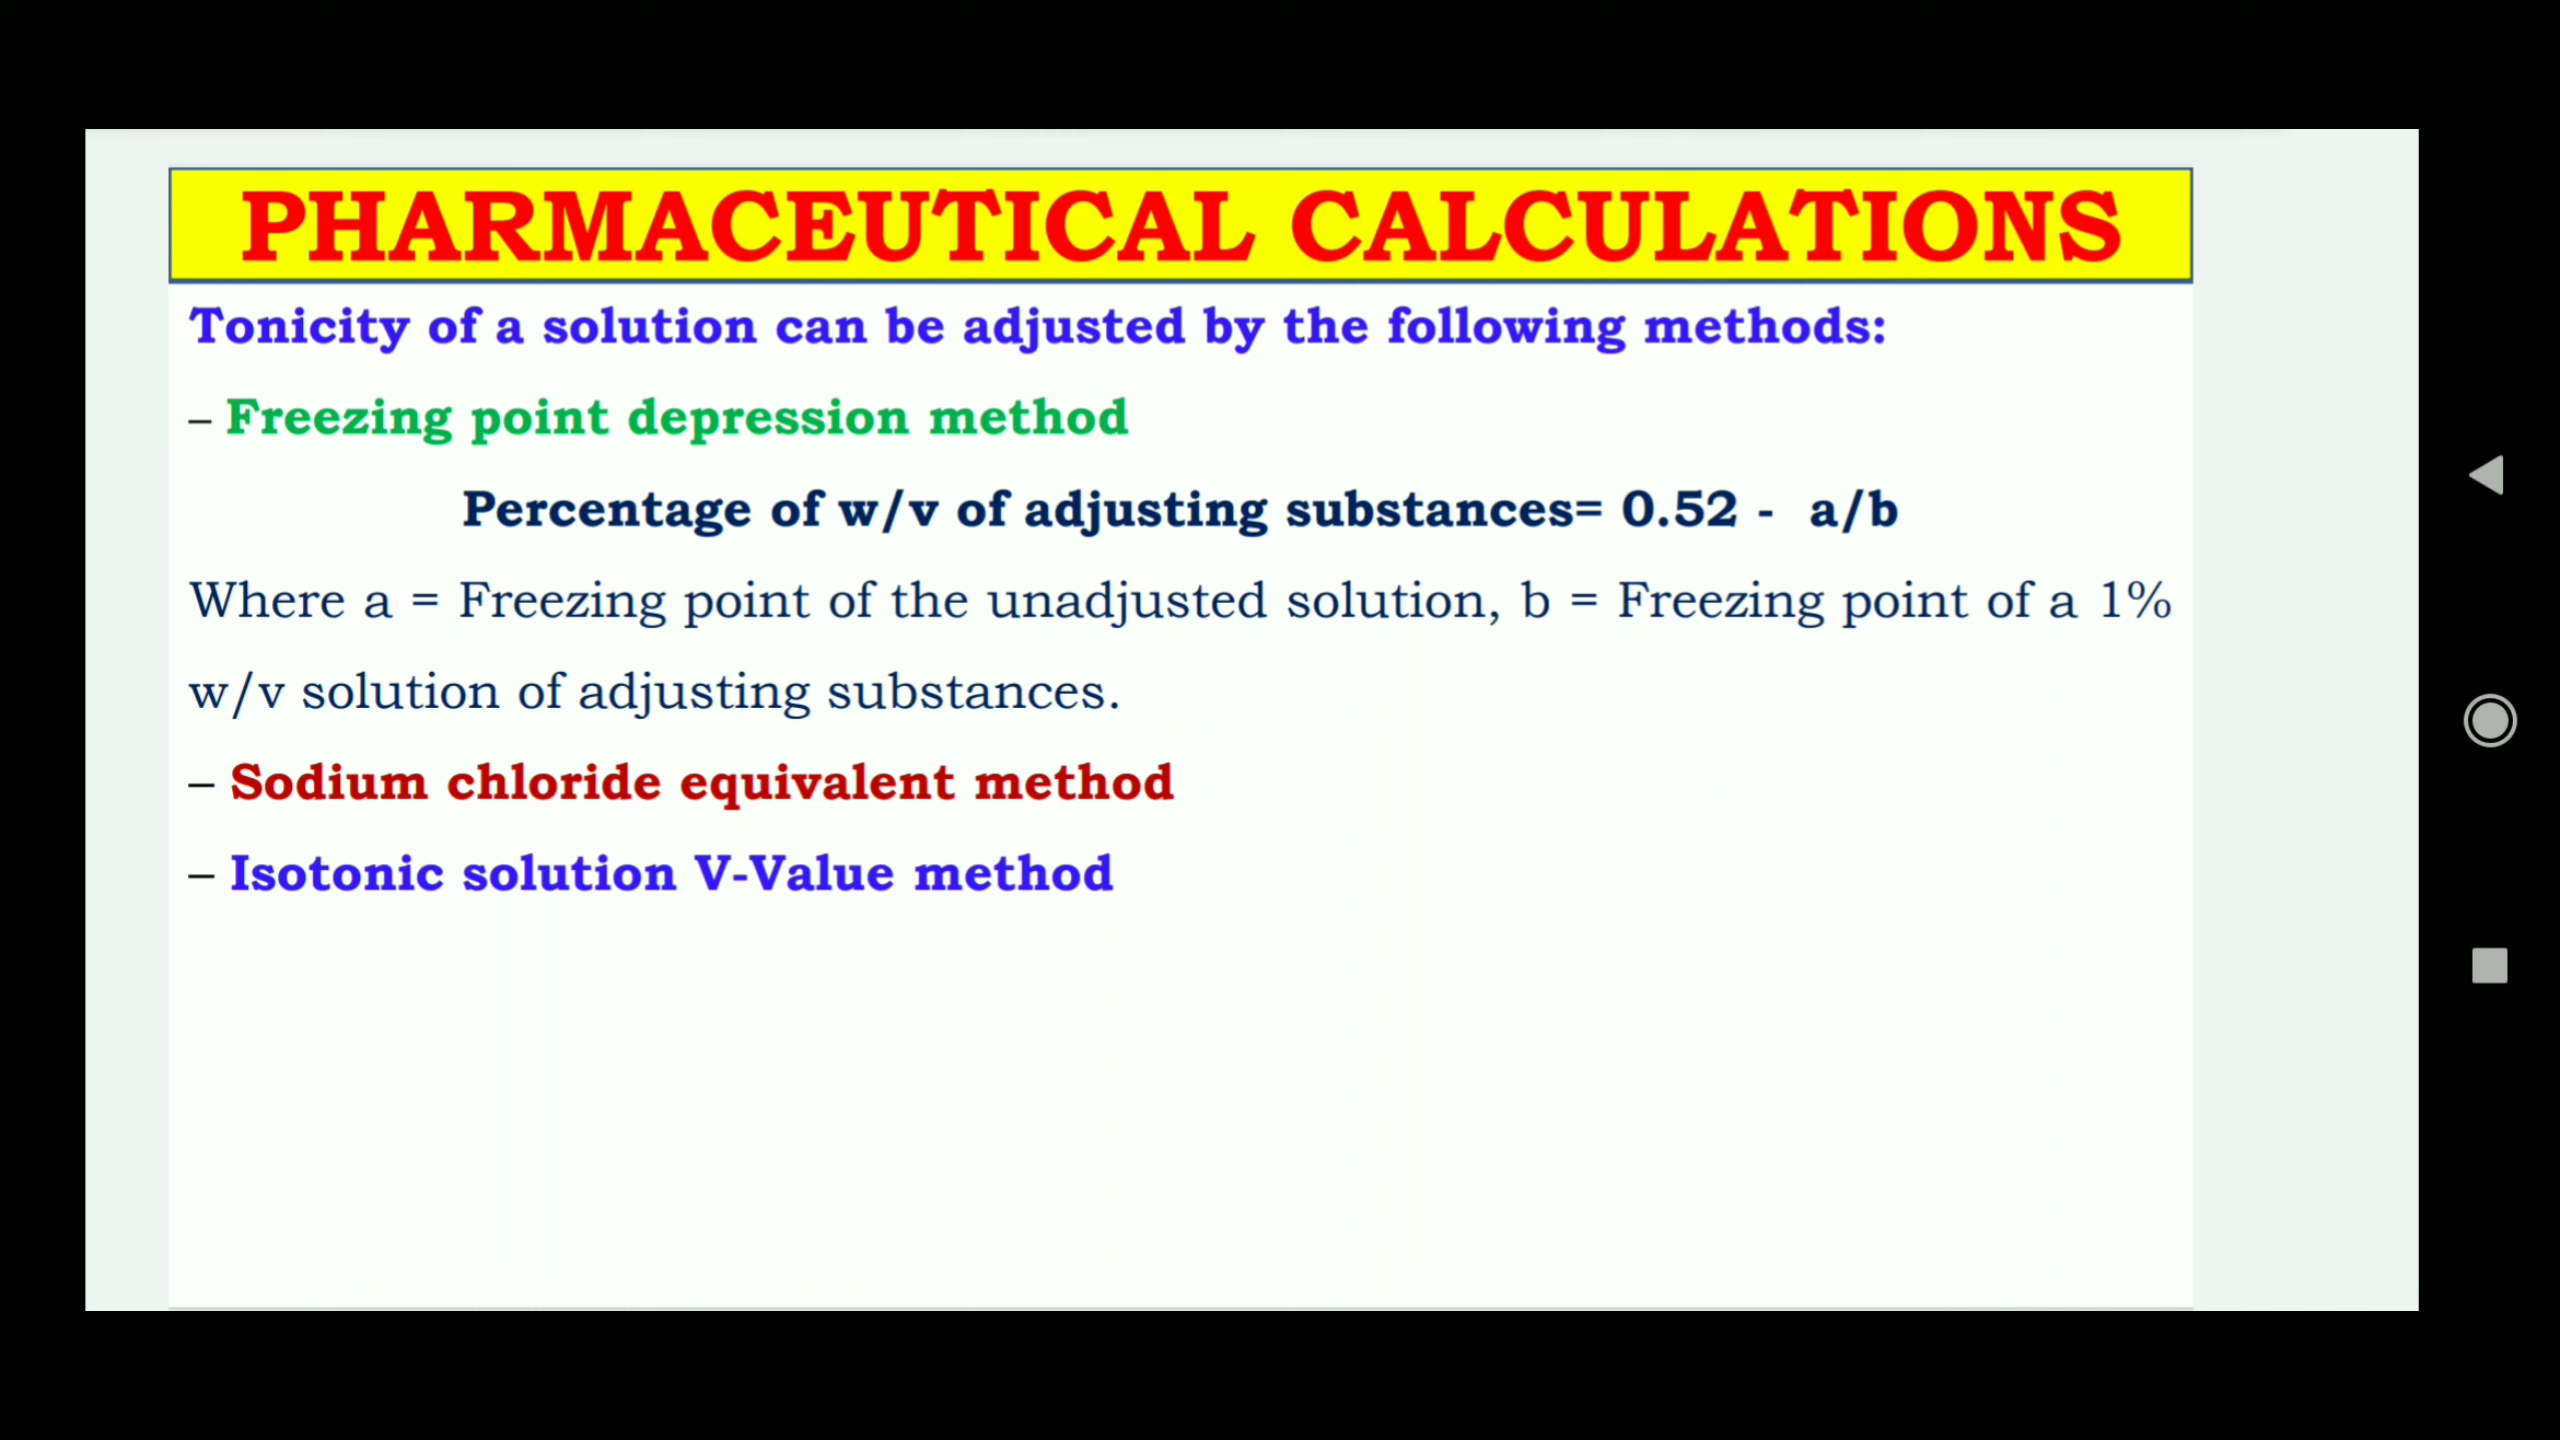 PHARMACEUTICAL CALCULATIONS
Tonicity of a solution can be adjusted by the following methods:
– Freezing point depression method
Percentage of w/v of adjusting substances= 0.52 - a/b
Where a = Freezing point of the unadjusted solution, b = Freezing point of a 1%
w/v solution of adjusting substances.
– Sodium chloride equivalent method
– Isotonic solution V-Value method